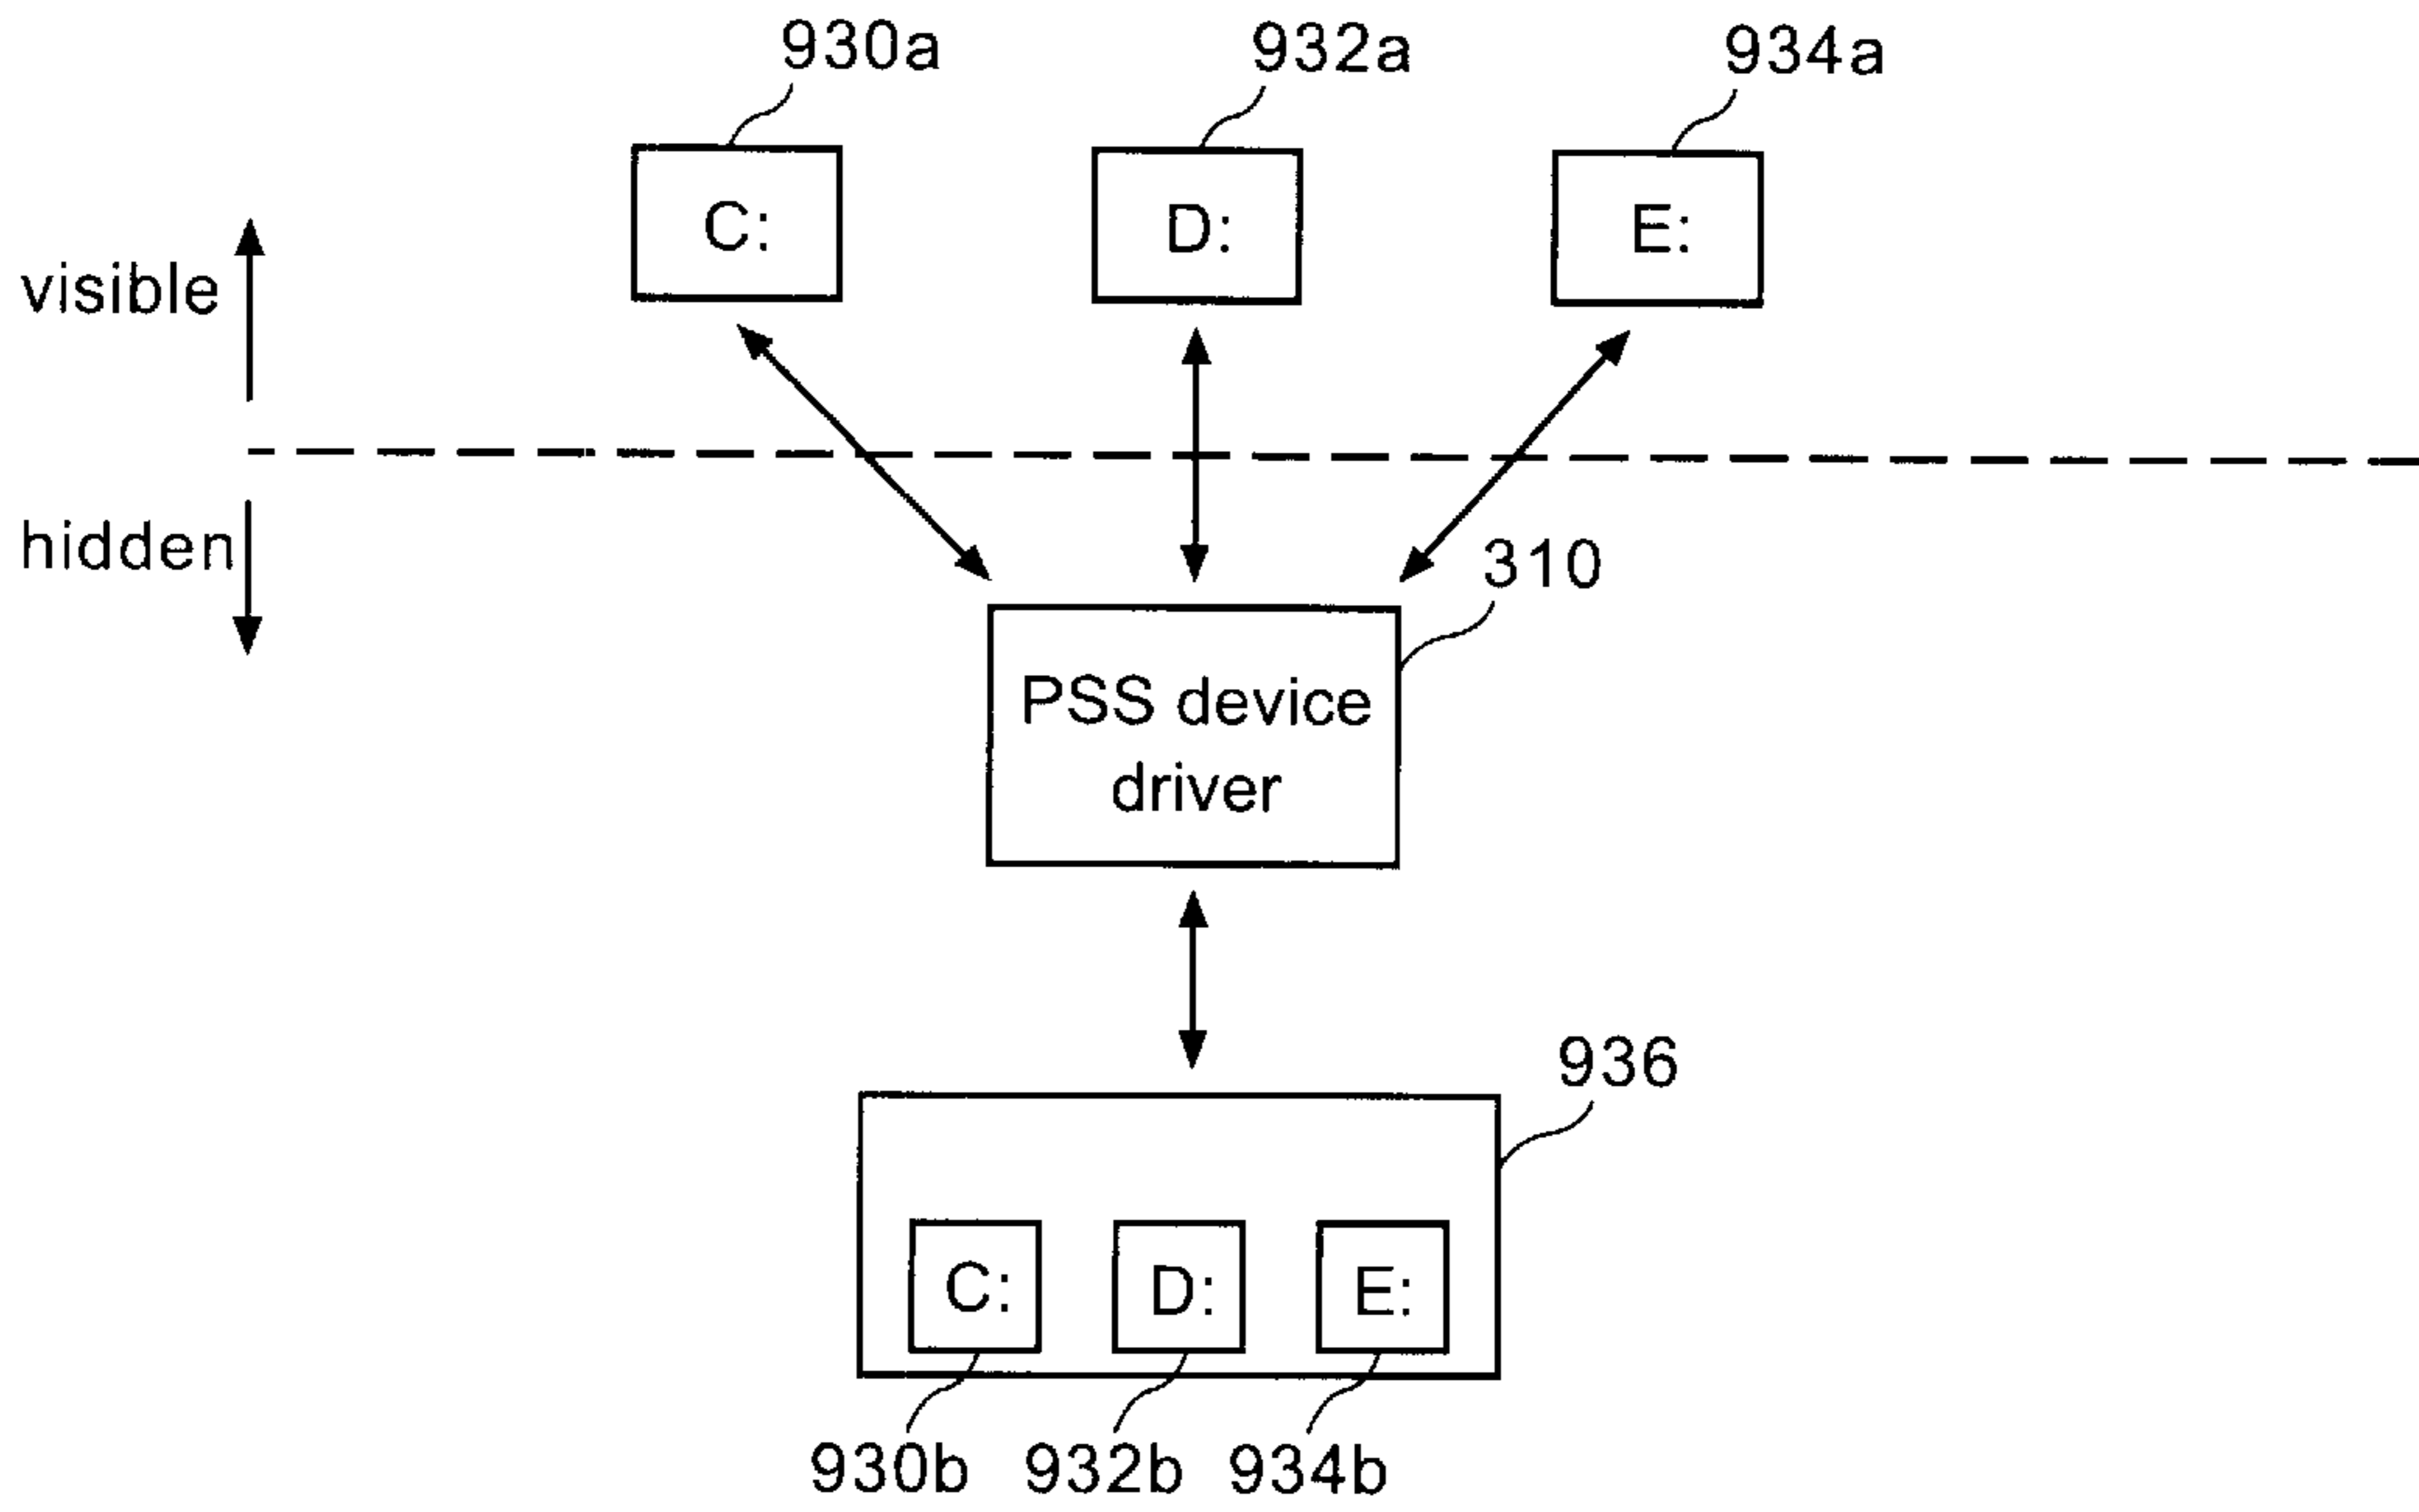 930a
932a
934a
C:
D:
E:
visible
hidden
310
PSS device
driver
936
C:
D:
E:
930b
932b
934b